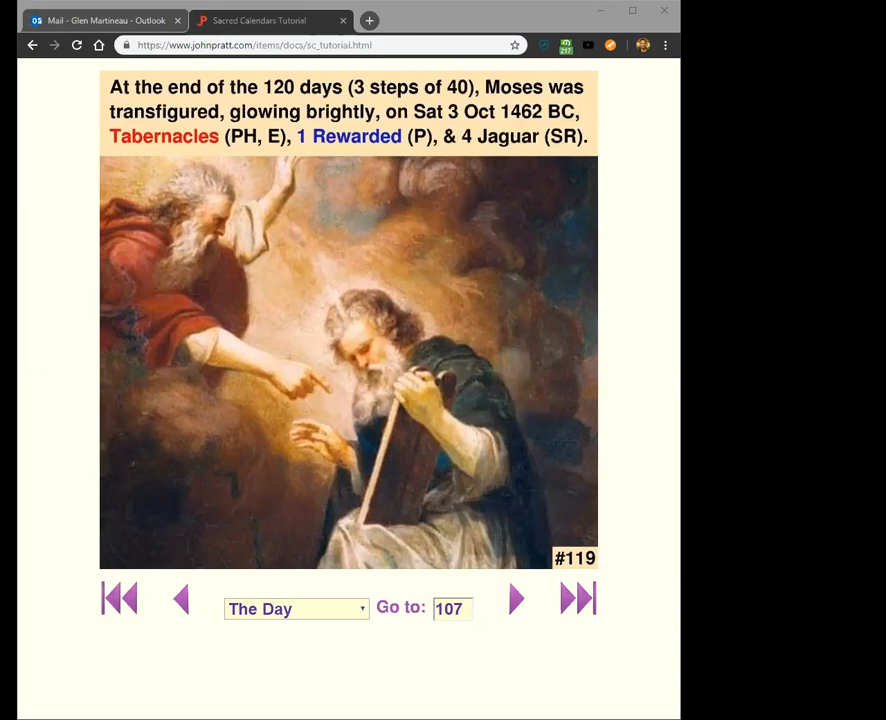 Mail - Glen Martineau - Outlook
Sacred Calendars Tutorial
https://www.johnpratt.com/items/docs/sc_tutorial.html
217
At the end of the 120 days (3 steps of 40), Moses was
transfigured, glowing brightly, on Sat 3 Oct 1462 BC,
Tabernacles (PH, E), 1 Rewarded (P), & 4 Jaguar (SR).
#119
The Day
Go to: 107